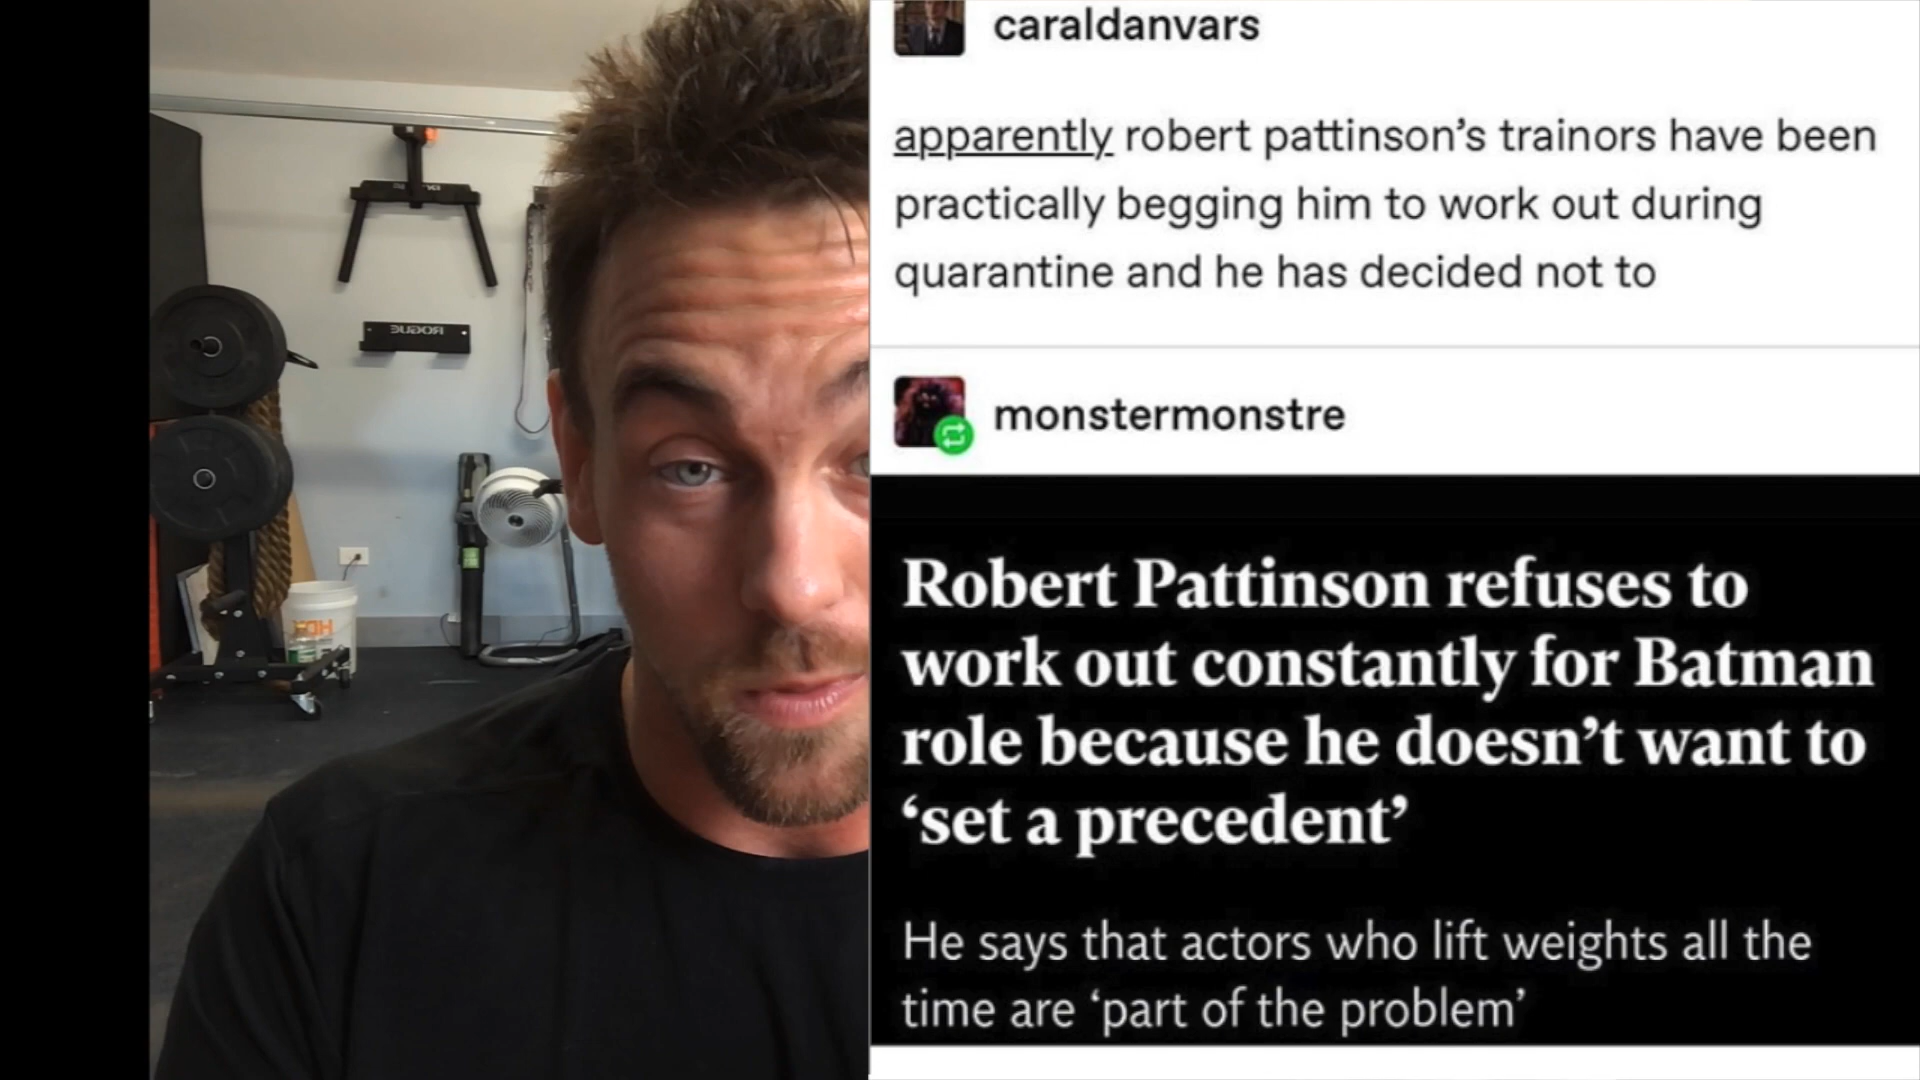 caraldanvars
apparently robert pattinson’s trainors have been
practically begging him to work out during
quarantine and he has decided not to
monstermonstre
Robert Pattinson refuses to
work out constantly for Batman
role because he doesn’t want to
‘set a precedent’
He says that actors who lift weights all the
time are ‘part of the problem’
ROGUE